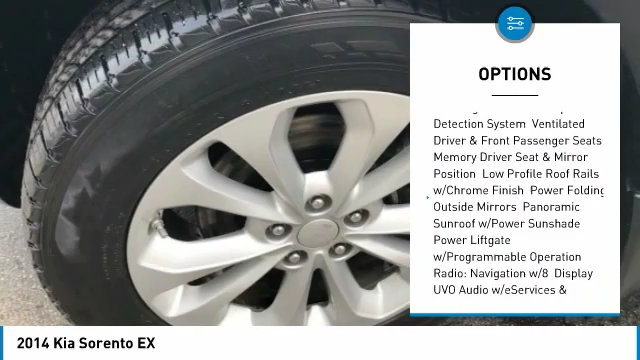 OPTIONS
Detection System Ventilated
Driver & Front Passenger Seats
Memory Driver Seat & Mirror
Position Low Profile Roof Rails
w/Chrome Finish Power Folding
Outside Mirrors Panoramic
Sunroof w/Power Sunshade
Power Liftgate
w/Programmable Operation
Radio: Navigation w/8 Display
UVO Audio w/eServices &
2014 Kia Sorento EX